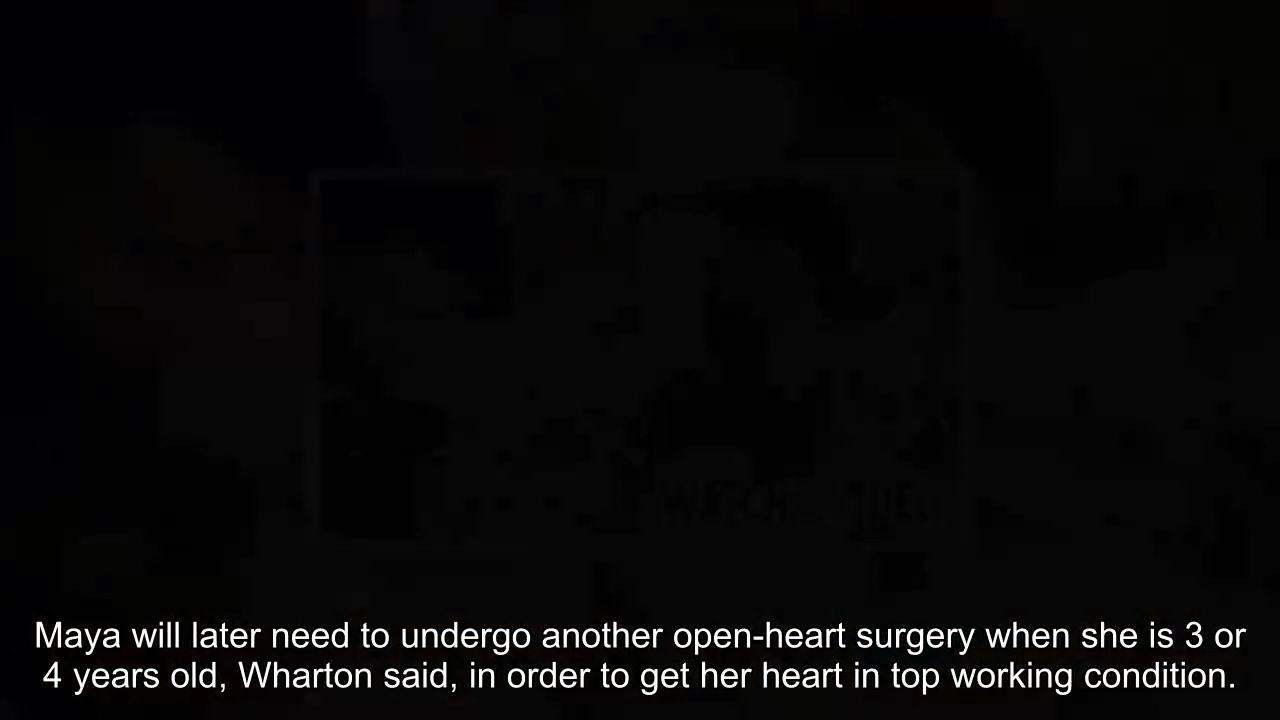 WATCH
Maya will later need to undergo another open-heart surgery when she is 3 or
4 years old, Wharton said, in order to get her heart in top working condition.